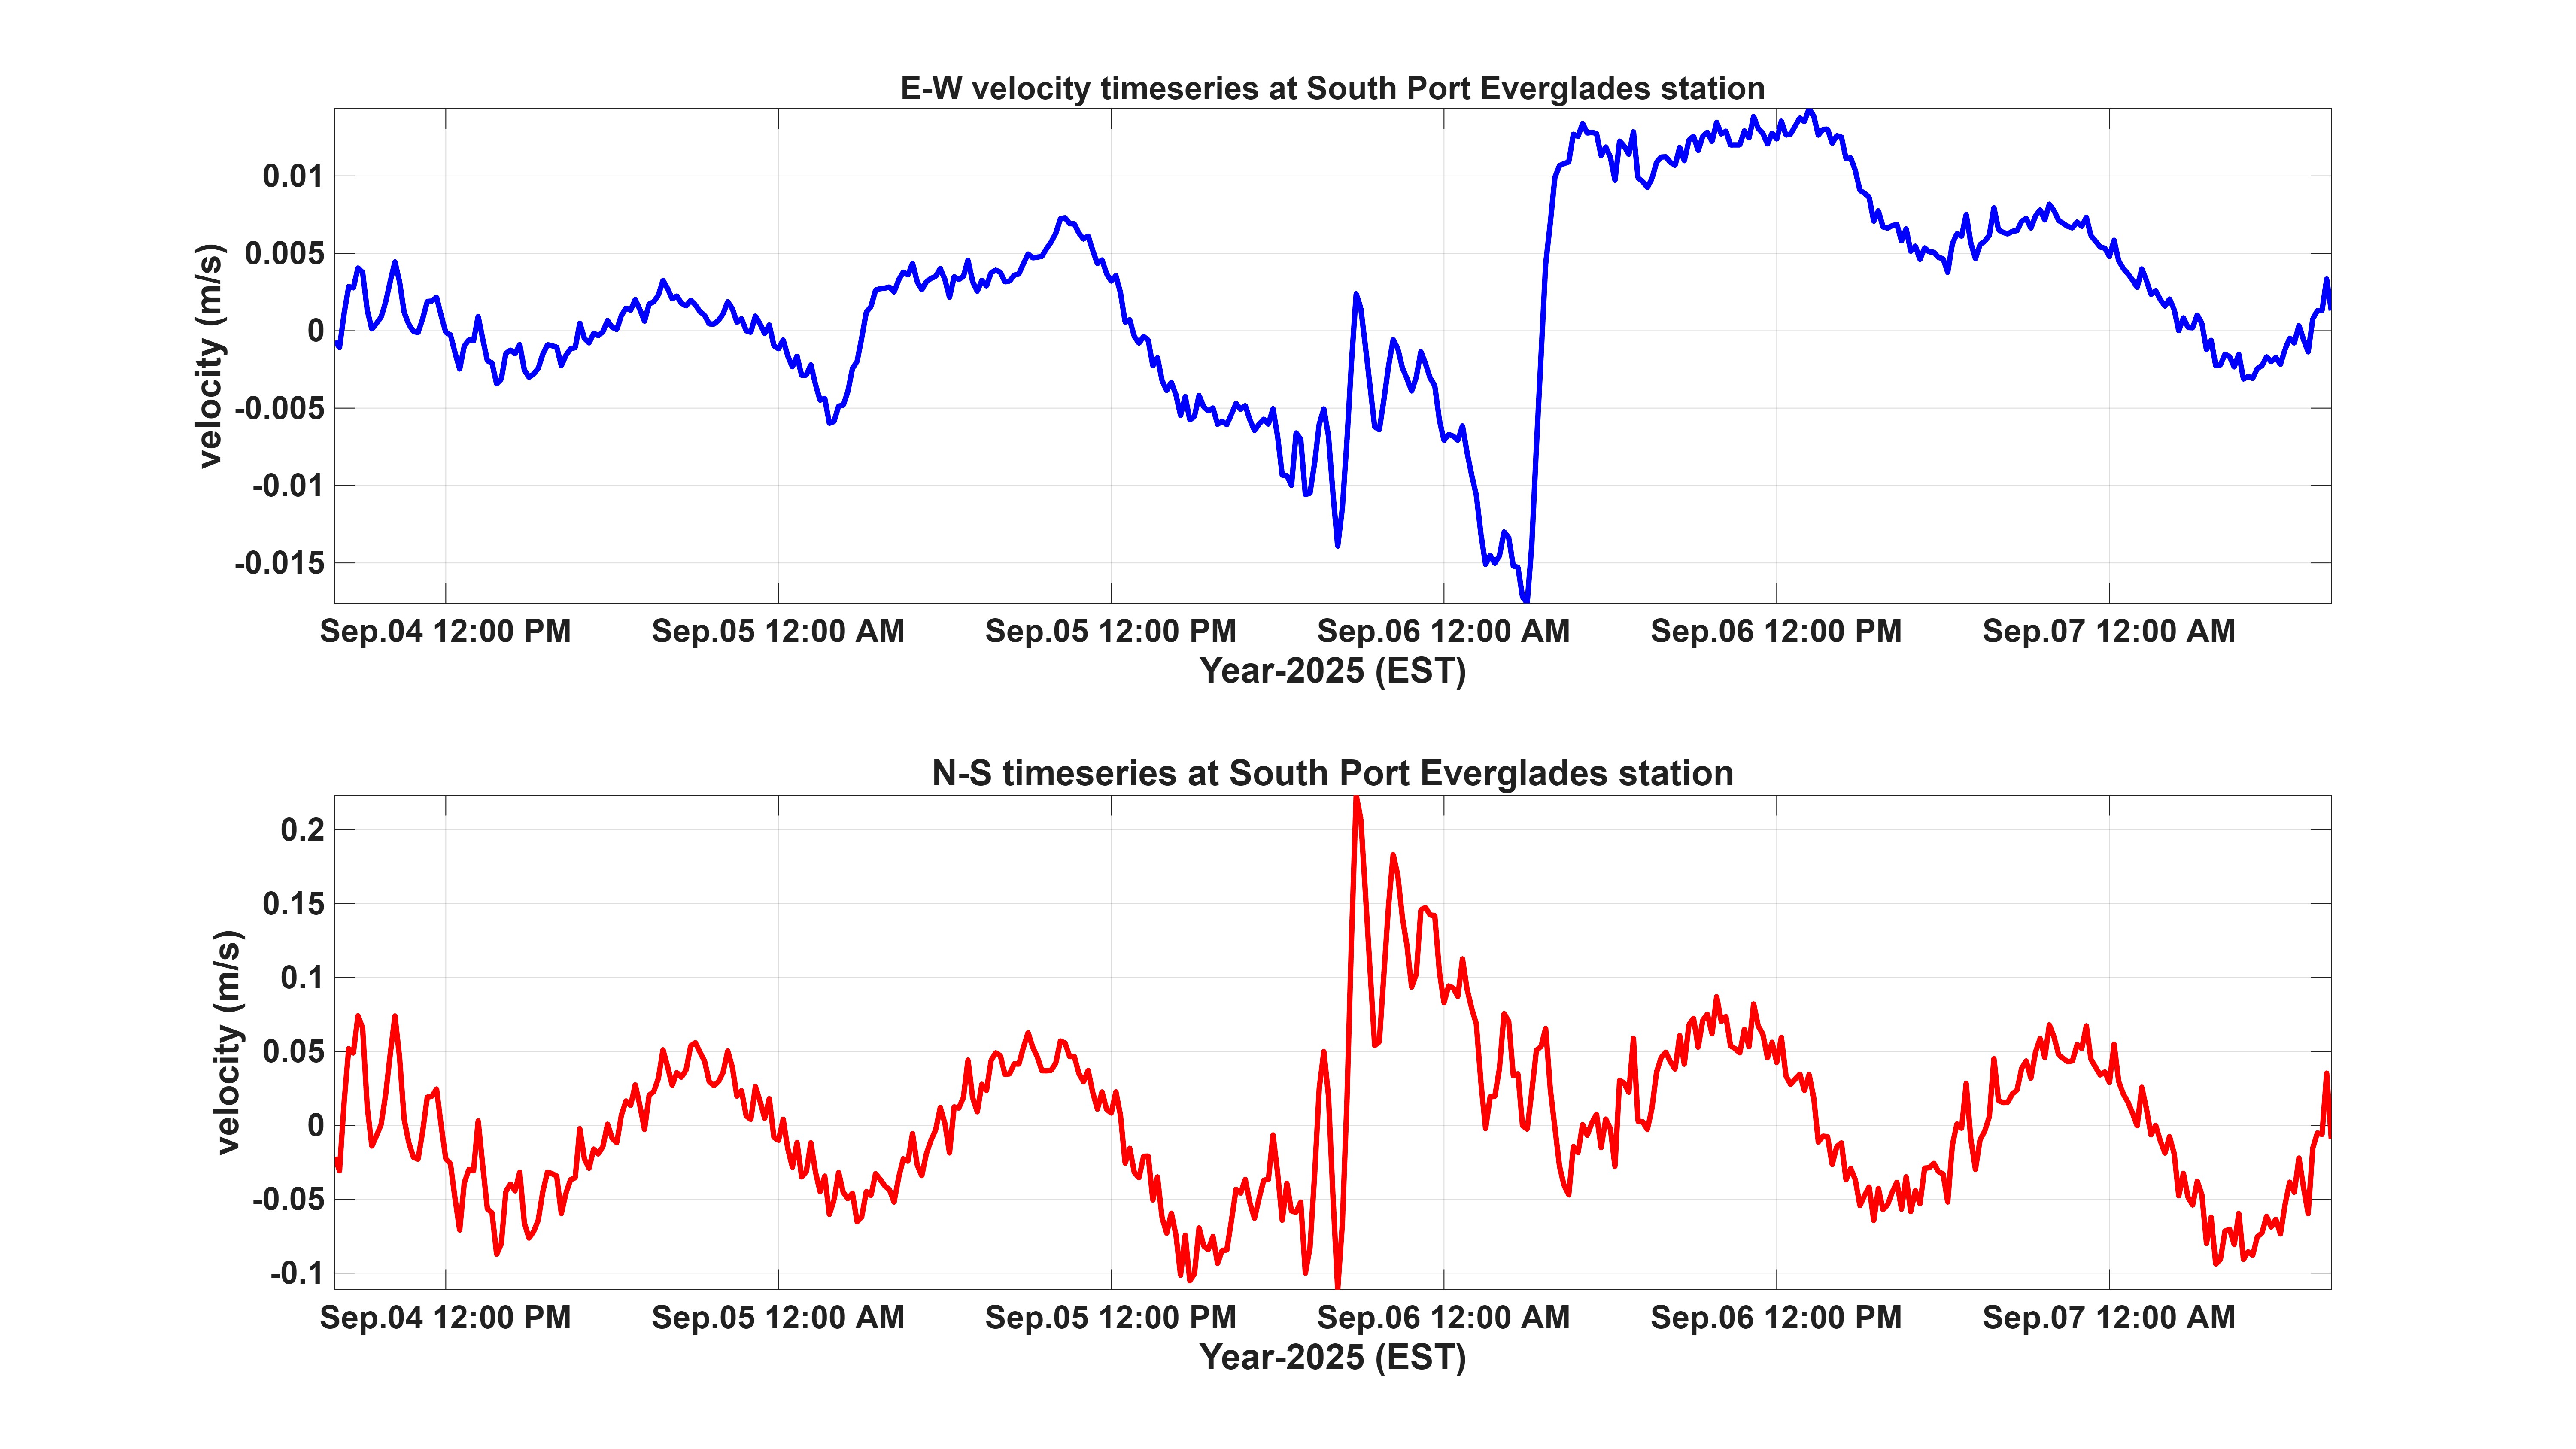 E-W velocity timeseries at South Port Everglades station
velocity (m/s)
0.01
0.005
0
-0.005
-0.01
-0.015
Sep.04 12:00 PM Sep.05 12:00 AM Sep.05 12:00 PM Sep.06 12:00 AM Sep.06 12:00 PM Sep.07 12:00 AM
Year-2025 (EST)
N-S timeseries at South Port Everglades station
velocity (m/s)
0.2
0.15
0.1
0.05
0
-0.05
-0.1
Sep.04 12:00 PM Sep.05 12:00 AM Sep.05 12:00 PM Sep.06 12:00 AM Sep.06 12:00 PM Sep.07 12:00 AM
Year-2025 (EST)